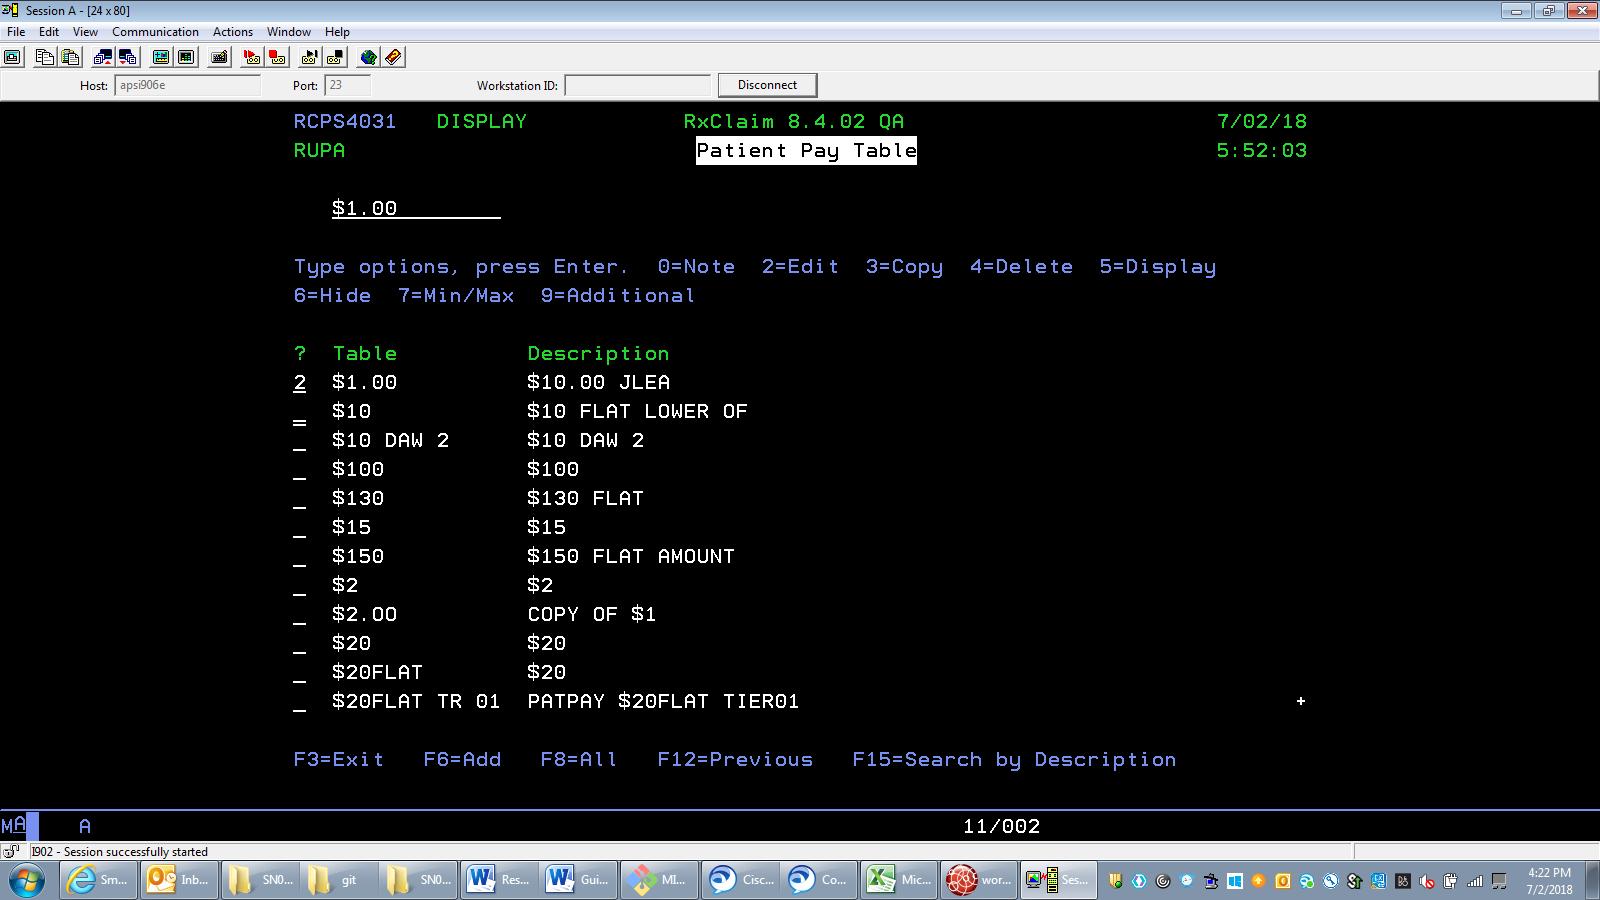 Session A - [24 x 80]
File Edit View Communication Actions Window Help
Host: apsi906e Port: 23 Workstation ID: Disconnect
RCPS4031 DISPLAY RxClaim 8.4.02 QA 7/02/18
RUPA Patient Pay Table 5:52:03
$1.00
Type options, press Enter. 0=Note 2=Edit 3=Copy 4=Delete 5=Display
6=Hide 7=Min/Max 9=Additional
? Table Description
2 $1.00 $10.00 JLEA
_ $10 $10 FLAT LOWER OF
_ $10 DAW 2 $10 DAW 2
_ $100 $100
_ $130 $130 FLAT
_ $15 $15
_ $150 $150 FLAT AMOUNT
_ $2 $2
_ $2.00 COPY OF $1
_ $20 $20
_ $20FLAT $20
_ $20FLAT TR 01 PATPAY $20FLAT TIER01 +
F3=Exit F6=Add F8=All F12=Previous F15=Search by Description
MA A 11/002
I902 - Session successfully started
Sm... Inb... SN0... git SN0... Res... Gui... MI... Cisc... Co... Mic... wor... Ses... 4:22 PM
7/2/2018